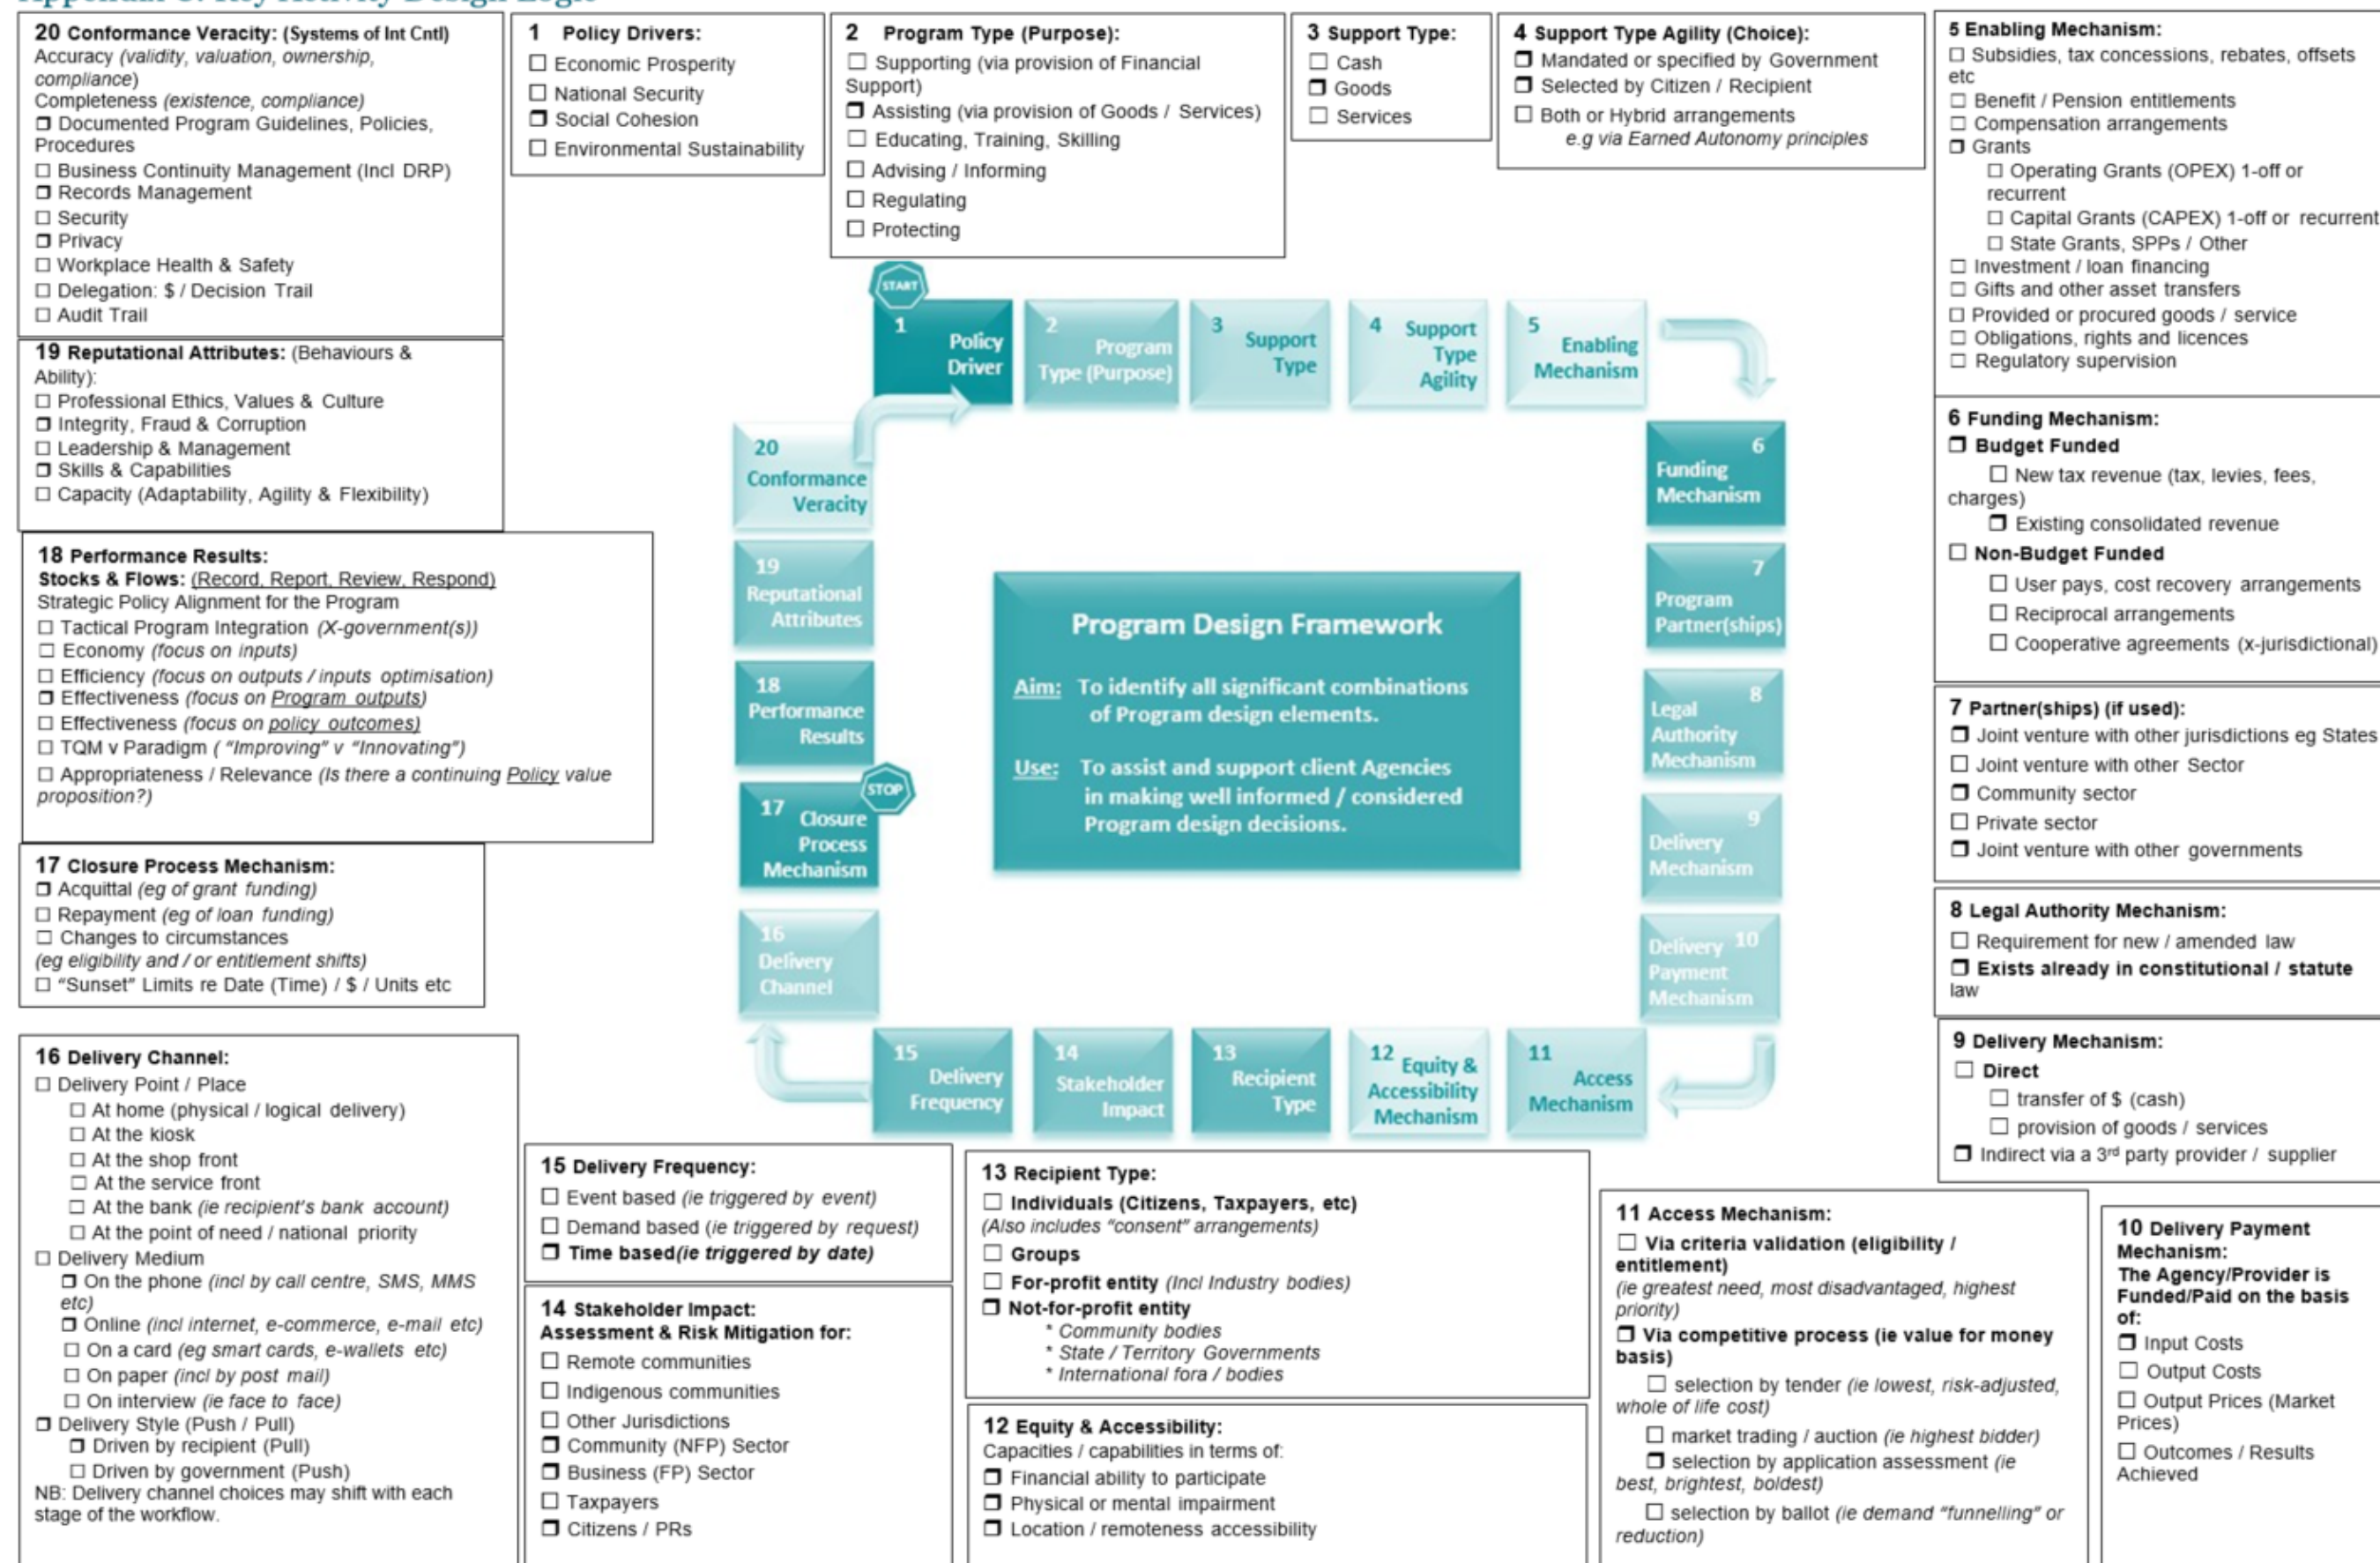 20 Conformance Veracity: (Systems of Int Cntl)
Accuracy (validity, valuation, ownership,
compliance)
Completeness (existence, compliance)
❒ Documented Program Guidelines, Policies,
Procedures
☐ Business Continuity Management (Incl DRP)
❒ Records Management
☐ Security
❒ Privacy
☐ Workplace Health & Safety
☐ Delegation: $ / Decision Trail
☐ Audit Trail
19 Reputational Attributes: (Behaviours &
Ability):
☐ Professional Ethics, Values & Culture
❒ Integrity, Fraud & Corruption
☐ Leadership & Management
❒ Skills & Capabilities
☐ Capacity (Adaptability, Agility & Flexibility)
18 Performance Results:
Stocks & Flows: (Record, Report, Review, Respond)
Strategic Policy Alignment for the Program
☐ Tactical Program Integration (X-government(s))
☐ Economy (focus on inputs)
☐ Efficiency (focus on outputs / inputs optimisation)
❒ Effectiveness (focus on Program outputs)
☐ Effectiveness (focus on policy outcomes)
☐ TQM v Paradigm ( “Improving” v “Innovating”)
☐ Appropriateness / Relevance (Is there a continuing Policy value
proposition?)
17 Closure Process Mechanism:
❒ Acquittal (eg of grant funding)
☐ Repayment (eg of loan funding)
☐ Changes to circumstances
(eg eligibility and / or entitlement shifts)
☐ “Sunset” Limits re Date (Time) / $ / Units etc
16 Delivery Channel:
☐ Delivery Point / Place
☐ At home (physical / logical delivery)
☐ At the kiosk
☐ At the shop front
☐ At the service front
☐ At the bank (ie recipient's bank account)
☐ At the point of need / national priority
☐ Delivery Medium
❒ On the phone (incl by call centre, SMS, MMS
etc)
❒ Online (incl internet, e-commerce, e-mail etc)
☐ On a card (eg smart cards, e-wallets etc)
☐ On paper (incl by post mail)
☐ On interview (ie face to face)
❒ Delivery Style (Push / Pull)
❒ Driven by recipient (Pull)
☐ Driven by government (Push)
NB: Delivery channel choices may shift with each
stage of the workflow.
1 Policy Drivers:
☐ Economic Prosperity
☐ National Security
❒ Social Cohesion
☐ Environmental Sustainability
2 Program Type (Purpose):
☐ Supporting (via provision of Financial
Support)
❒ Assisting (via provision of Goods / Services)
☐ Educating, Training, Skilling
☐ Advising / Informing
☐ Regulating
☐ Protecting
3 Support Type:
☐ Cash
❒ Goods
☐ Services
4 Support Type Agility (Choice):
❒ Mandated or specified by Government
❒ Selected by Citizen / Recipient
☐ Both or Hybrid arrangements
e.g via Earned Autonomy principles
5 Enabling Mechanism:
☐ Subsidies, tax concessions, rebates, offsets
etc
☐ Benefit / Pension entitlements
☐ Compensation arrangements
❒ Grants
☐ Operating Grants (OPEX) 1-off or
recurrent
☐ Capital Grants (CAPEX) 1-off or recurrent
☐ State Grants, SPPs / Other
☐ Investment / loan financing
☐ Gifts and other asset transfers
☐ Provided or procured goods / service
☐ Obligations, rights and licences
☐ Regulatory supervision
6 Funding Mechanism:
❒ Budget Funded
☐ New tax revenue (tax, levies, fees,
charges)
❒ Existing consolidated revenue
☐ Non-Budget Funded
☐ User pays, cost recovery arrangements
☐ Reciprocal arrangements
☐ Cooperative agreements (x-jurisdictional)
7 Partner(ships) (if used):
❒ Joint venture with other jurisdictions eg States
☐ Joint venture with other Sector
❒ Community sector
☐ Private sector
❒ Joint venture with other governments
8 Legal Authority Mechanism:
☐ Requirement for new / amended law
❒ Exists already in constitutional / statute
law
9 Delivery Mechanism:
☐ Direct
☐ transfer of $ (cash)
☐ provision of goods / services
❒ Indirect via a 3rd party provider / supplier
10 Delivery Payment
Mechanism:
The Agency/Provider is
Funded/Paid on the basis
of:
❒ Input Costs
☐ Output Costs
☐ Output Prices (Market
Prices)
☐ Outcomes / Results
Achieved
11 Access Mechanism:
☐ Via criteria validation (eligibility /
entitlement)
(ie greatest need, most disadvantaged, highest
priority)
❒ Via competitive process (ie value for money
basis)
☐ selection by tender (ie lowest, risk-adjusted,
whole of life cost)
☐ market trading / auction (ie highest bidder)
❒ selection by application assessment (ie
best, brightest, boldest)
☐ selection by ballot (ie demand “funnelling” or
reduction)
13 Recipient Type:
☐ Individuals (Citizens, Taxpayers, etc)
(Also includes “consent” arrangements)
☐ Groups
☐ For-profit entity (Incl Industry bodies)
❒ Not-for-profit entity
* Community bodies
* State / Territory Governments
* International fora / bodies
12 Equity & Accessibility:
Capacities / capabilities in terms of:
❒ Financial ability to participate
❒ Physical or mental impairment
❒ Location / remoteness accessibility
15 Delivery Frequency:
☐ Event based (ie triggered by event)
☐ Demand based (ie triggered by request)
❒ Time based(ie triggered by date)
14 Stakeholder Impact:
Assessment & Risk Mitigation for:
☐ Remote communities
☐ Indigenous communities
☐ Other Jurisdictions
❒ Community (NFP) Sector
❒ Business (FP) Sector
☐ Taxpayers
❒ Citizens / PRs
START
1
Policy
Driver
2
Program
Type (Purpose)
3
Support
Type
4 Support
Type
Agility
5
Enabling
Mechanism
6
Funding
Mechanism
7
Program
Partner(ships)
8
Legal
Authority
Mechanism
9
Delivery
Mechanism
Delivery 10
Payment
Mechanism
11
Access
Mechanism
12 Equity &
Accessibility
Mechanism
13
Recipient
Type
14
Stakeholder
Impact
15
Delivery
Frequency
16
Delivery
Channel
STOP
17
Closure
Process
Mechanism
18
Performance
Results
19
Reputational
Attributes
20
Conformance
Veracity
Program Design Framework
Aim: To identify all significant combinations
of Program design elements.
Use: To assist and support client Agencies
in making well informed / considered
Program design decisions.